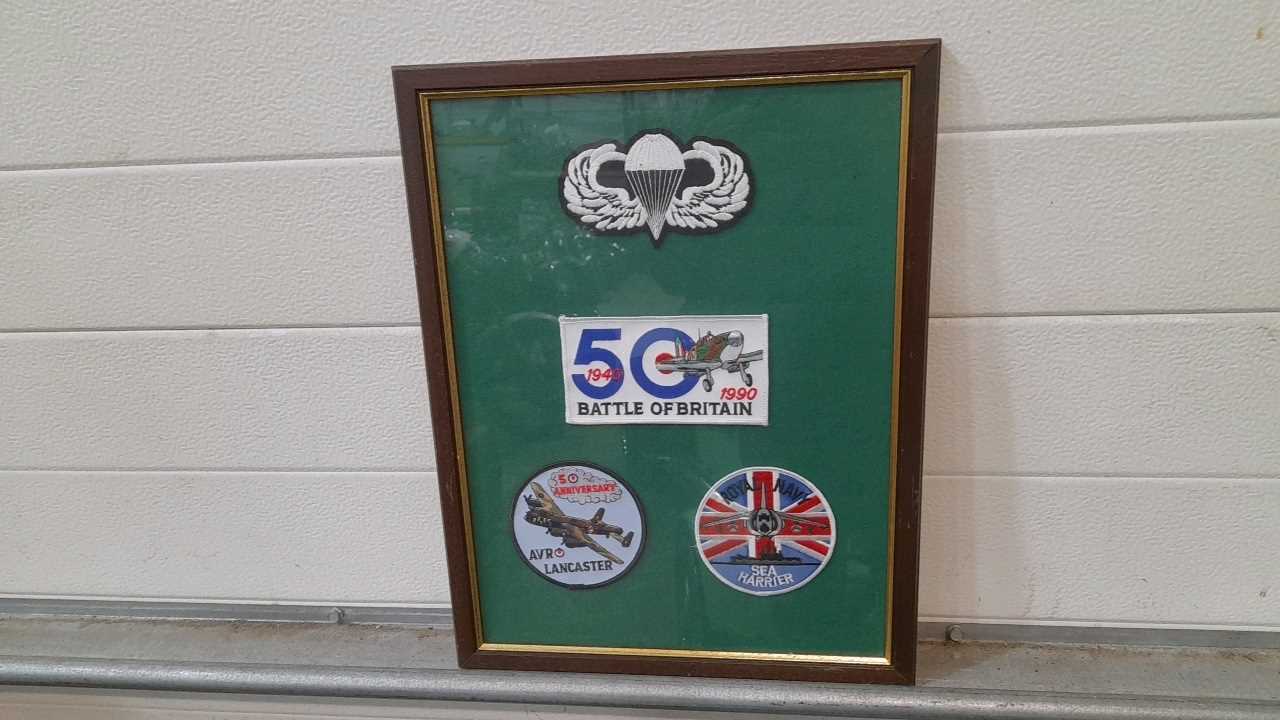 50
1940
1990
BATTLE OF BRITAIN
50
ANNIVERSARY
AVRO
LANCASTER
ROYAL NAVY
SEA
HARRIER